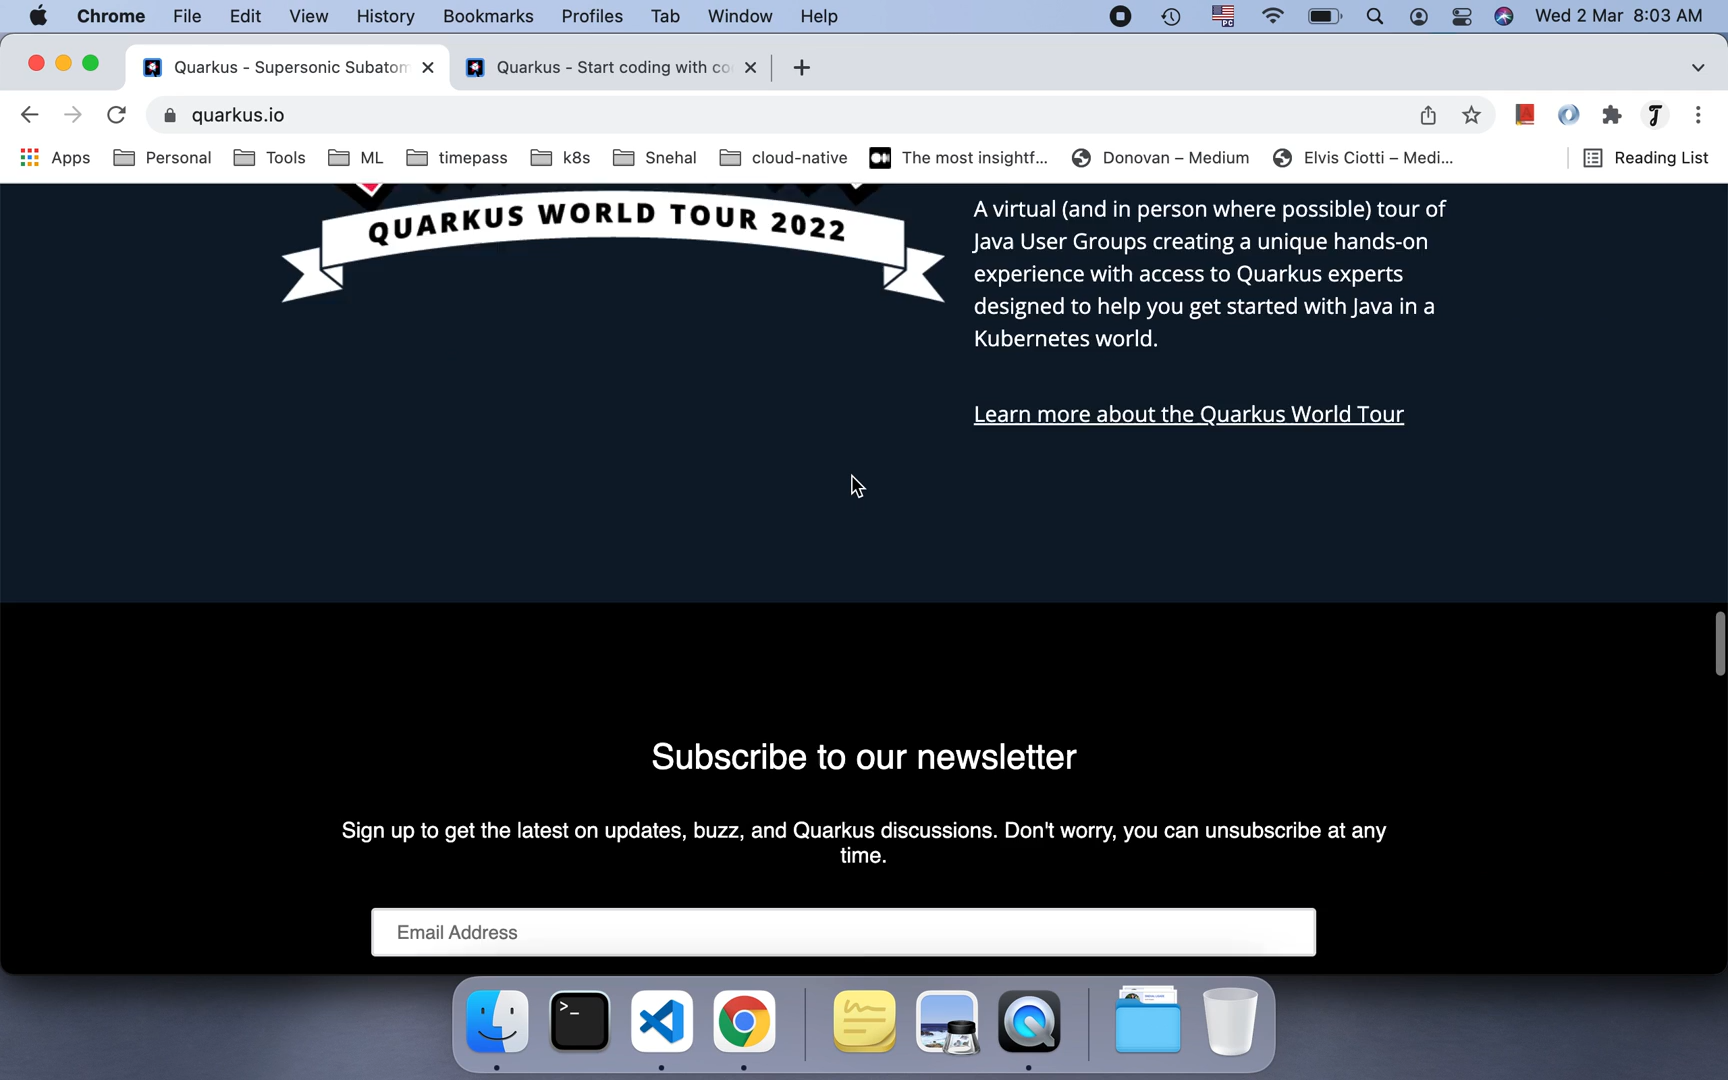 Chrome File Edit View History Bookmarks Profiles Tab Window Help Wed 2 Mar 8:03 AM
Quarkus - Supersonic Subatom Quarkus - Start coding with co
quarkus.io
Apps Personal Tools ML timepass k8s Snehal cloud-native The most insightf... Donovan – Medium Elvis Ciotti – Medi... Reading List
QUARKUS WORLD TOUR 2022
A virtual (and in person where possible) tour of
Java User Groups creating a unique hands-on
experience with access to Quarkus experts
designed to help you get started with Java in a
Kubernetes world.
Learn more about the Quarkus World Tour
Subscribe to our newsletter
Sign up to get the latest on updates, buzz, and Quarkus discussions. Don't worry, you can unsubscribe at any
time.
Email Address